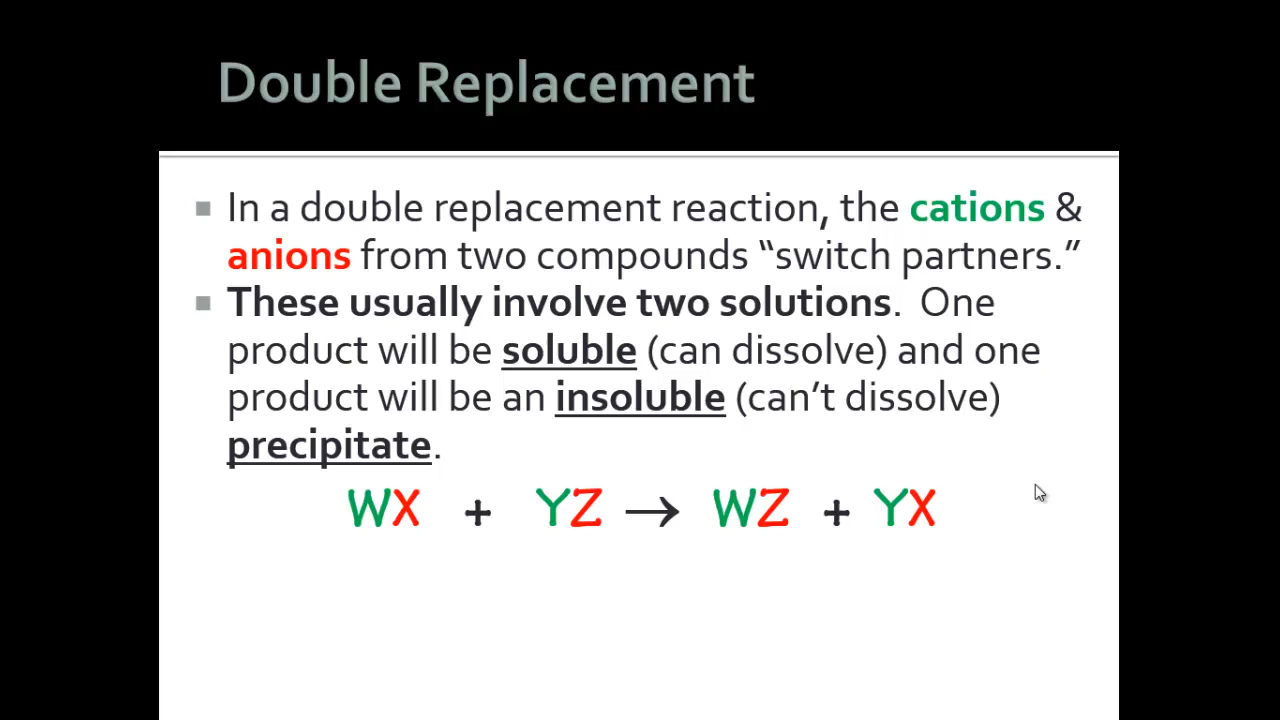 Double Replacement
In a double replacement reaction, the cations &
anions from two compounds “switch partners.”
These usually involve two solutions. One
product will be soluble (can dissolve) and one
product will be an insoluble (can’t dissolve)
precipitate.
WX + YZ → WZ + YX